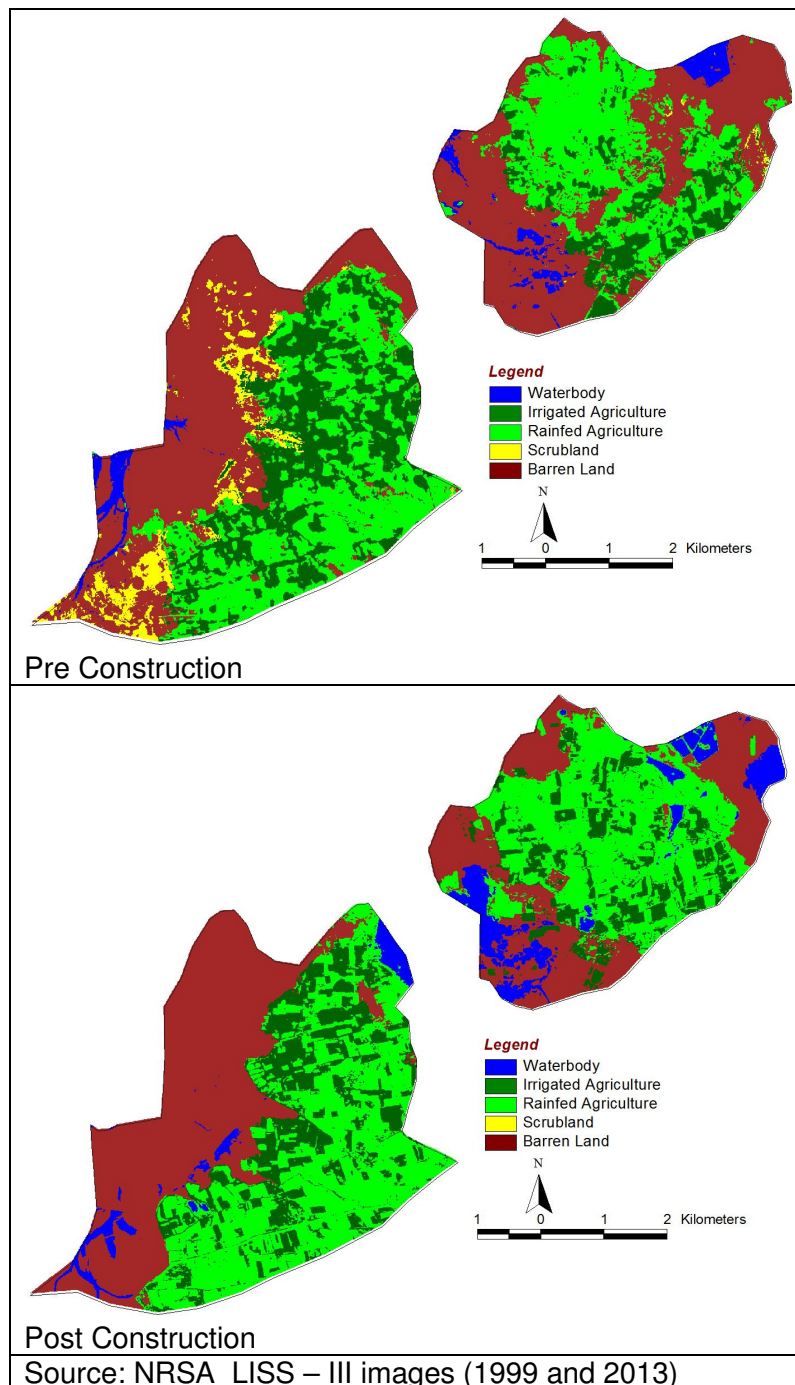 Legend
Waterbody
Irrigated Agriculture
Rainfed Agriculture
Scrubland
Barren Land
N
1 0 1 2 Kilometers
Pre Construction
Legend
Waterbody
Irrigated Agriculture
Rainfed Agriculture
Scrubland
Barren Land
N
1 0 1 2 Kilometers
Post Construction
Source: NRSA LISS – III images (1999 and 2013)